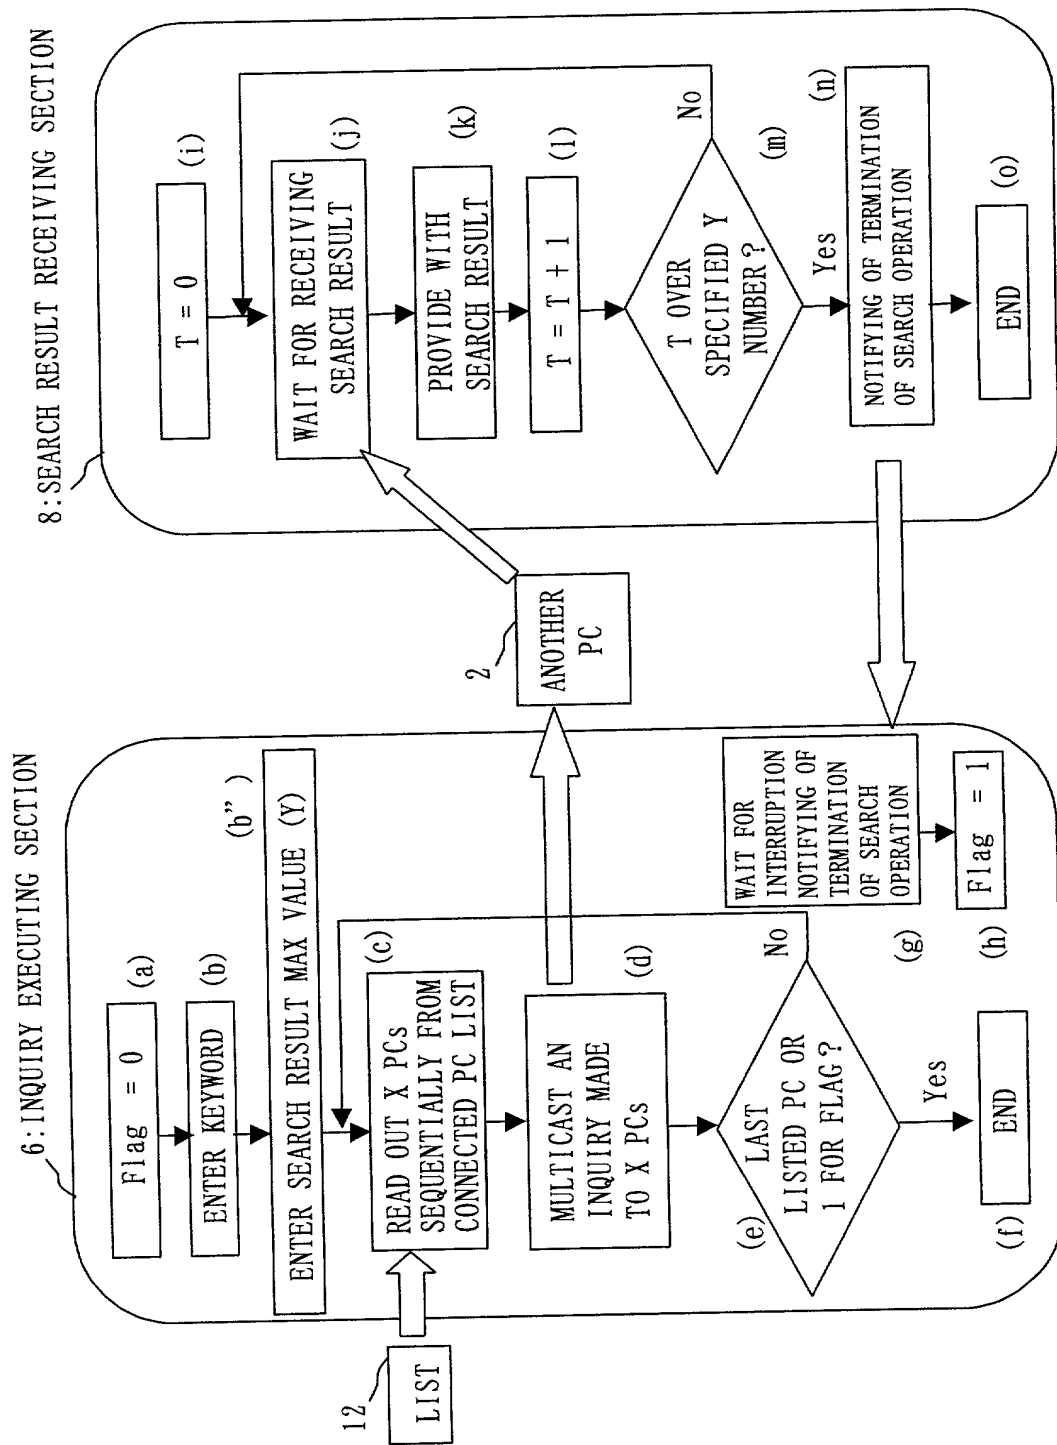 6:INQUIRY EXECUTING SECTION
Flag = 0
(a)
ENTER KEYWORD
(b)
(b")
ENTER SEARCH RESULT MAX VALUE (Y)
12
LIST
(c)
READ OUT X PCs
SEQUENTIALLY FROM
CONNECTED PC LIST
MULTICAST AN
INQUIRY MADE
TO X PCs
(d)
(e)
LAST
LISTED PC OR
1 FOR FLAG?
No
Yes
END
(f)
WAIT FOR
INTERRUPTION
NOTIFYING OF
TERMINATION
OF SEARCH
OPERATION
(g)
Flag = 1
(h)
2
ANOTHER
PC
8:SEARCH RESULT RECEIVING SECTION
T = 0
(i)
WAIT FOR RECEIVING
SEARCH RESULT
(j)
PROVIDE WITH
SEARCH RESULT
(k)
T = T + 1
(l)
T OVER
SPECIFIED Y
NUMBER?
No
(m)
Yes
NOTIFYING OF TERMINATION
OF SEARCH OPERATION
(n)
END
(o)